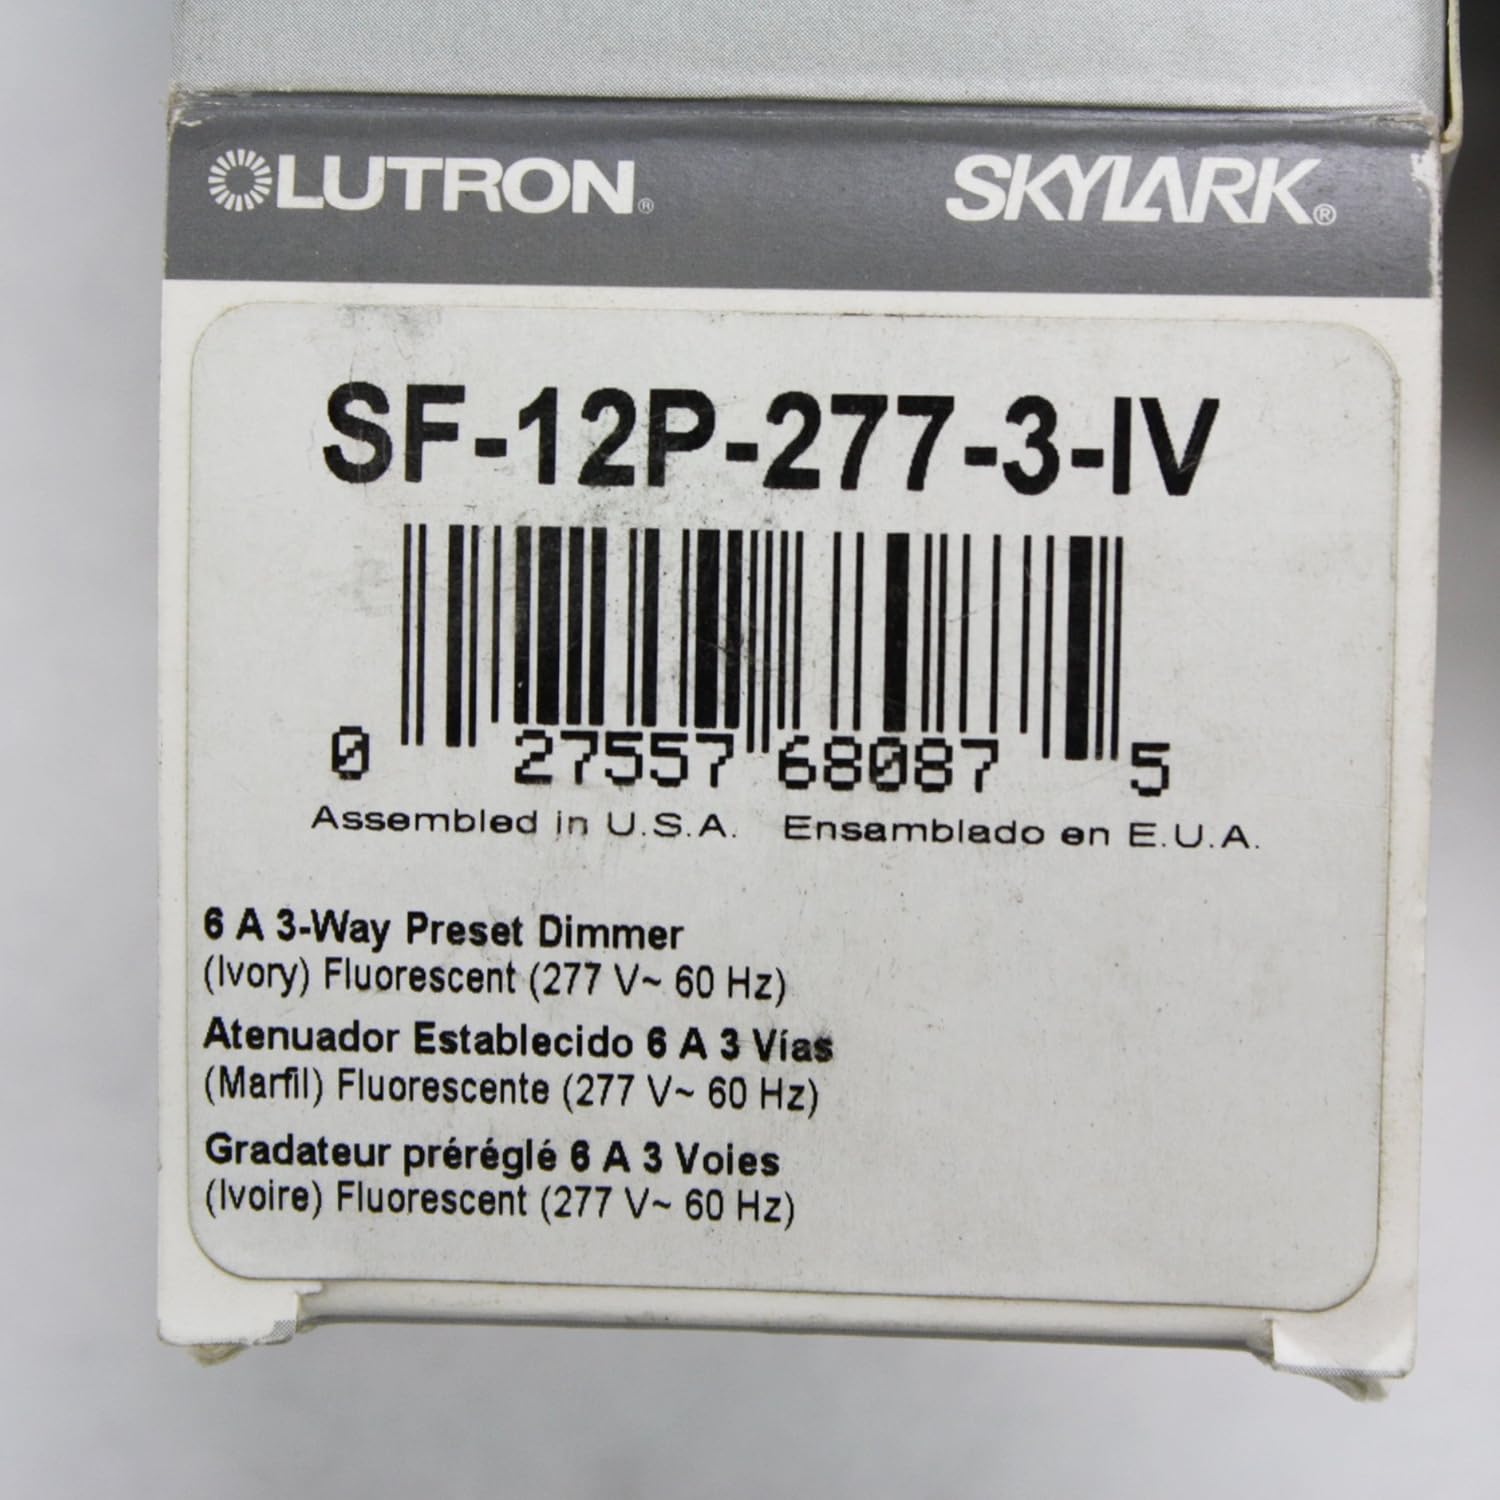 LUTRON® SKYLARK®
SF-12P-277-3-IV
0 27557 68087 5
Assembled in U.S.A. Ensamblado en E.U.A.
6 A 3-Way Preset Dimmer
(Ivory) Fluorescent (277 V~ 60 Hz)
Atenuador Establecido 6 A 3 Vías
(Marfil) Fluorescente (277 V~ 60 Hz)
Gradateur préréglé 6 A 3 Voies
(Ivoire) Fluorescent (277 V~ 60 Hz)